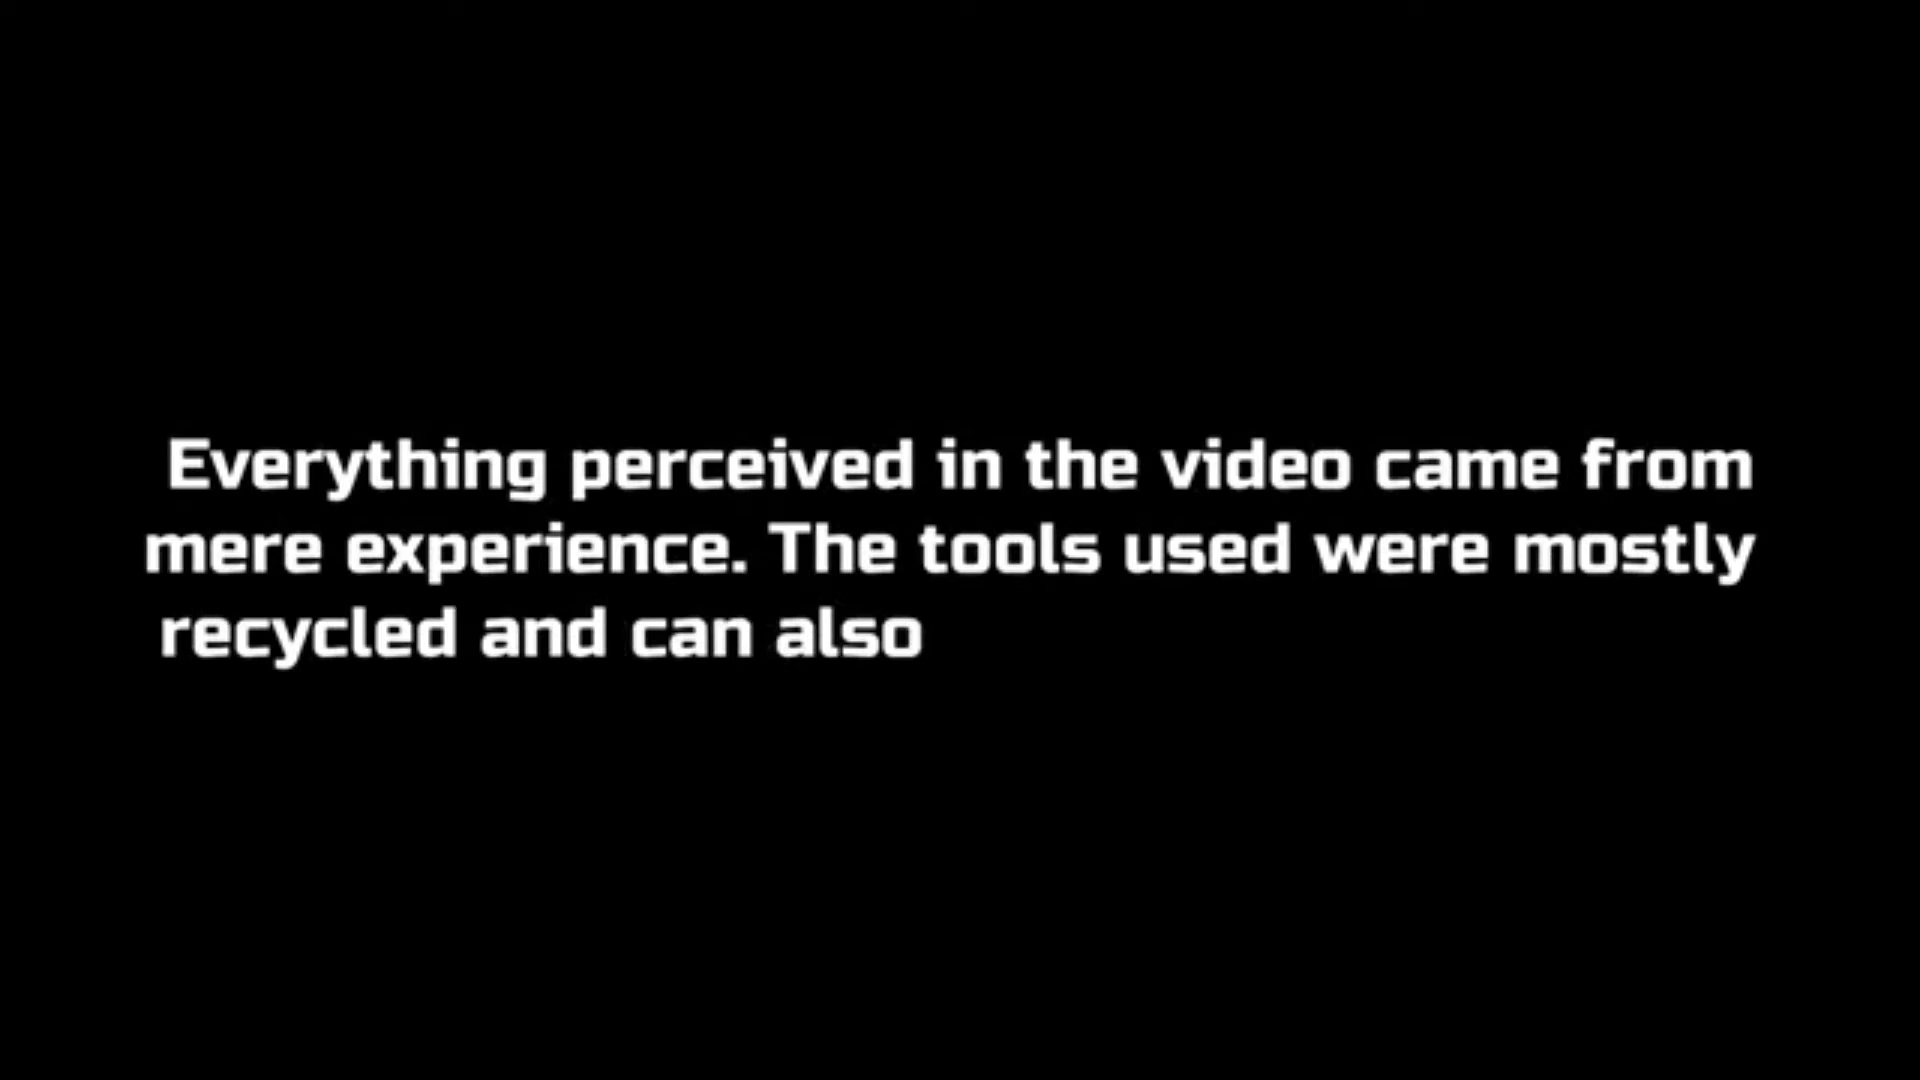 Everything perceived in the video came from
mere experience. The tools used were mostly
recycled and can also